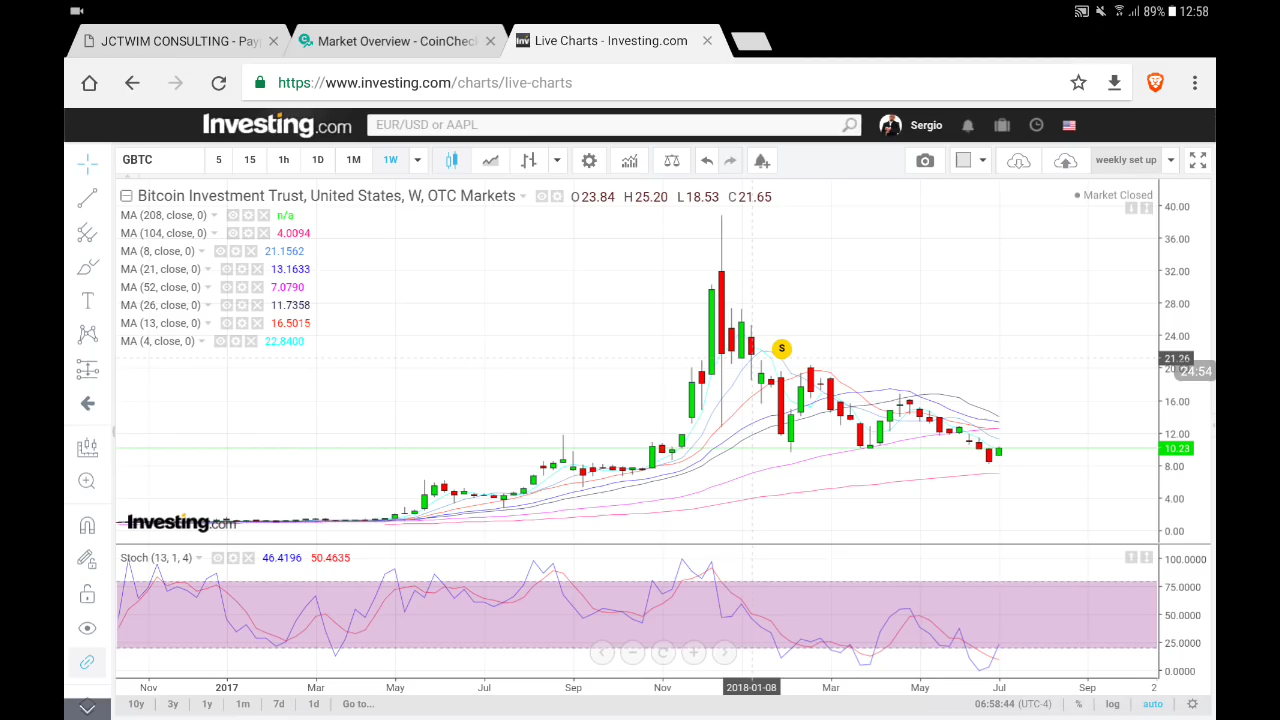 89% 12:58
JCTWIM CONSULTING - Pay
Market Overview - CoinChec
Live Charts - Investing.com
https://www.investing.com/charts/live-charts
Investing.com
EUR/USD or AAPL
Sergio
GBTC
5 15 1h 1D 1M 1W
weekly set up
Bitcoin Investment Trust, United States, W, OTC Markets
O23.84 H25.20 L18.53 C21.65
Market Closed
MA (208, close, 0) n/a
MA (104, close, 0) 4.0094
MA (8, close, 0) 21.1562
MA (21, close, 0) 13.1633
MA (52, close, 0) 7.0790
MA (26, close, 0) 11.7358
MA (13, close, 0) 16.5015
MA (4, close, 0) 22.8400
S
40.00
36.00
32.00
28.00
24.00
21.26
24:54
16.00
12.00
10.23
8.00
4.00
0.00
Investing.com
Stoch (13, 1, 4) 46.4196 50.4635
100.0000
75.0000
50.0000
25.0000
0.0000
Nov 2017 Mar May Jul Sep Nov 2018-01-08 Mar May Jul Sep 2
10y 3y 1y 1m 7d 1d Go to...
06:58:44 (UTC-4) % log auto